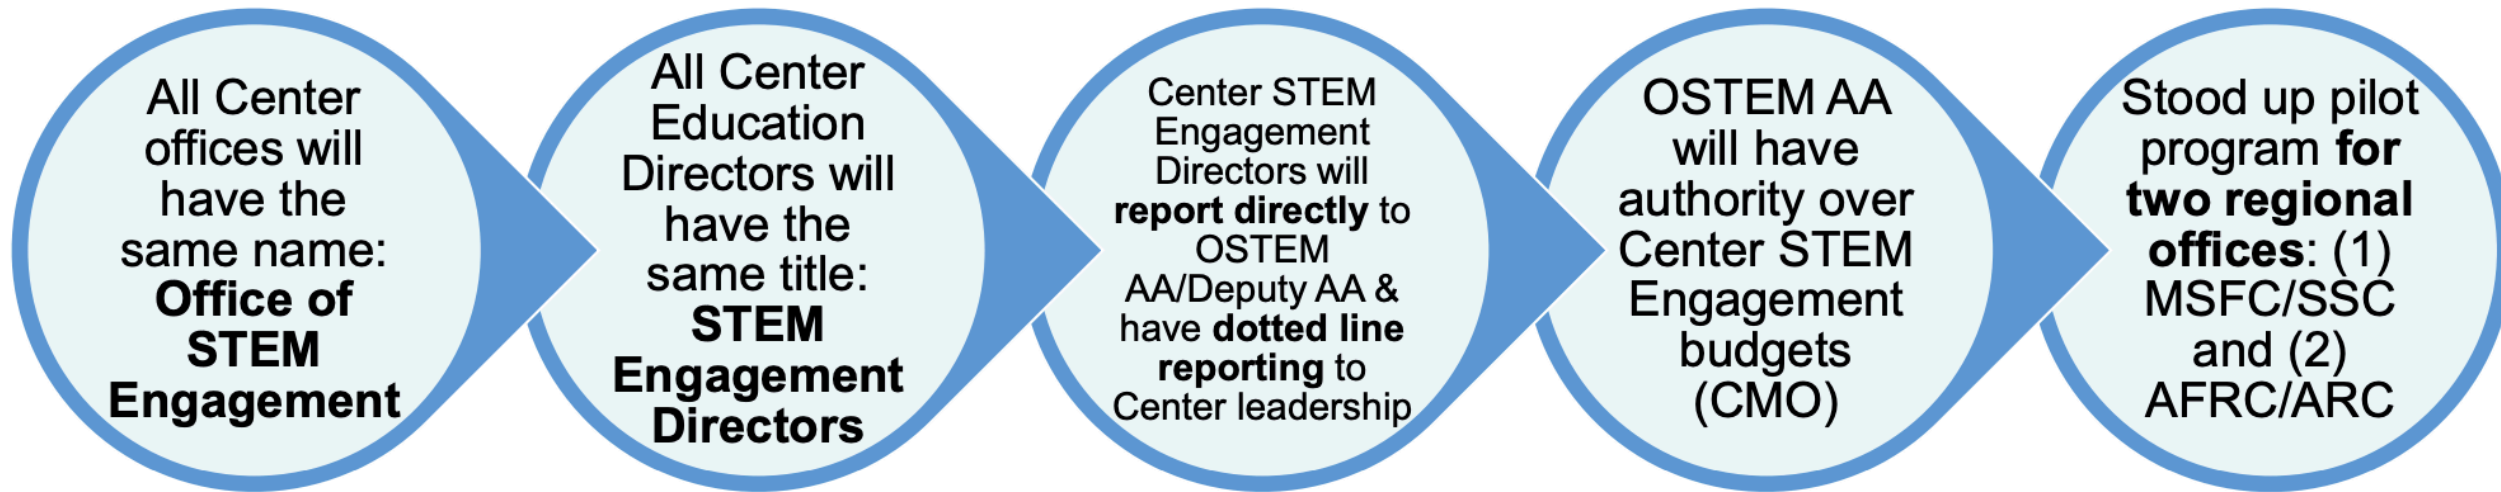 All Center
offices will
have the
same name:
Office of
STEM
Engagement
All Center
Education
Directors will
have the
same title:
STEM
Engagement
Directors
Center STEM
Engagement
Directors will
report directly to
OSTEM
AA/Deputy AA &
have dotted line
reporting to
Center leadership
OSTEM AA
will have
authority over
Center STEM
Engagement
budgets
(CMO)
Stood up pilot
program for
two regional
offices: (1)
MSFC/SSC
and (2)
AFRC/ARC